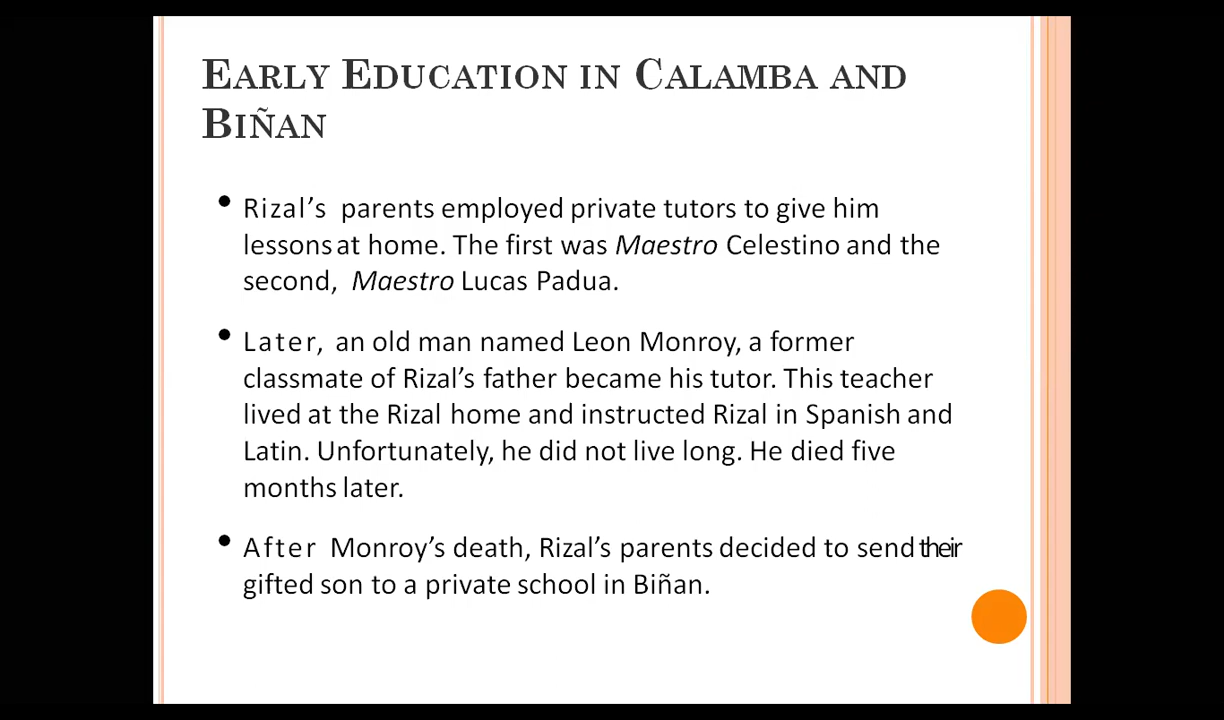 EARLY EDUCATION IN CALAMBA AND
BIÑAN
• Rizal’s parents employed private tutors to give him
lessons at home. The first was Maestro Celestino and the
second, Maestro Lucas Padua.
• Later, an old man named Leon Monroy, a former
classmate of Rizal’s father became his tutor. This teacher
lived at the Rizal home and instructed Rizal in Spanish and
Latin. Unfortunately, he did not live long. He died five
months later.
• After Monroy’s death, Rizal’s parents decided to send their
gifted son to a private school in Biñan.